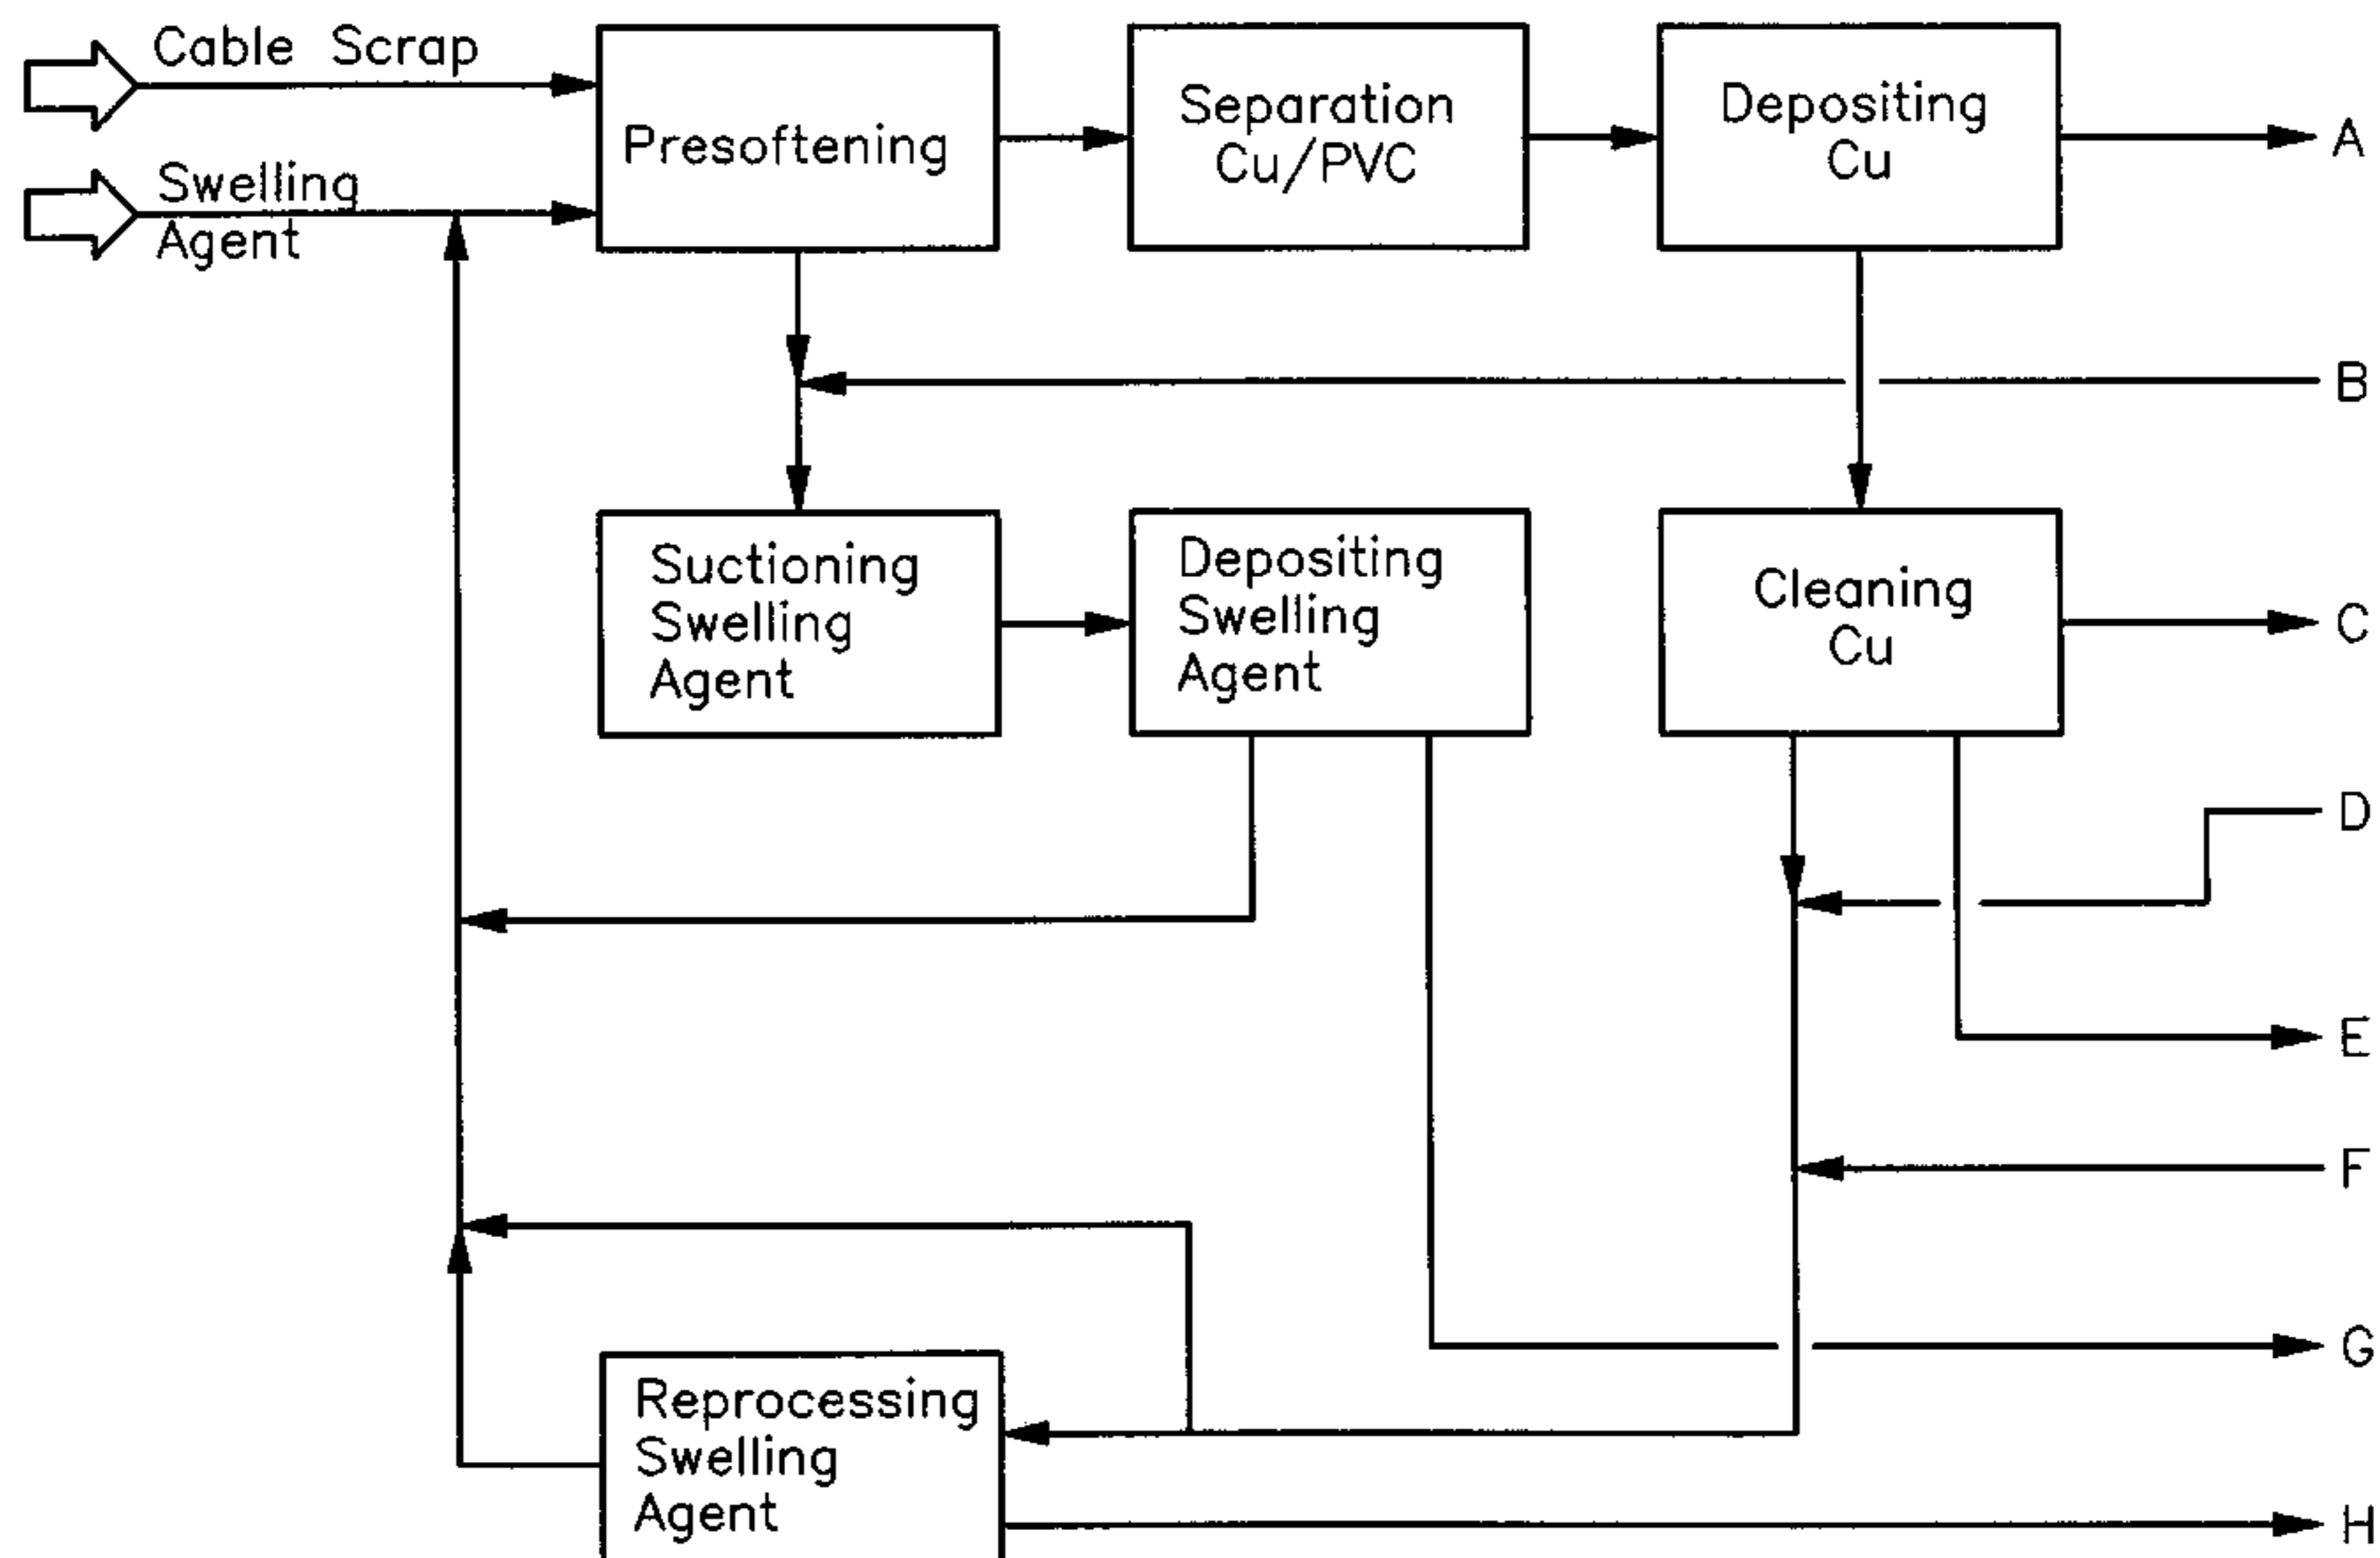 Cable Scrap
Swelling
Agent
Presoftening
Separation
Cu/PVC
Depositing
Cu
A
B
Suctioning
Swelling
Agent
Depositing
Swelling
Agent
Cleaning
Cu
C
D
E
F
G
Reprocessing
Swelling
Agent
H